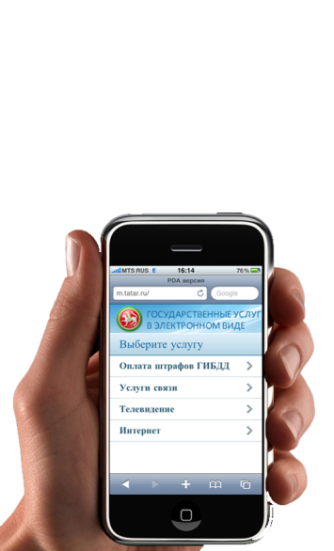 MTS RUS E 16:14 76%
PDA версия
m.tatar.ru/ Google
ГОСУДАРСТВЕННЫЕ УСЛУГ
В ЭЛЕКТРОННОМ ВИДЕ
Выберите услугу
Оплата штрафов ГИБДД
Услуги связи
Телевидение
Интернет